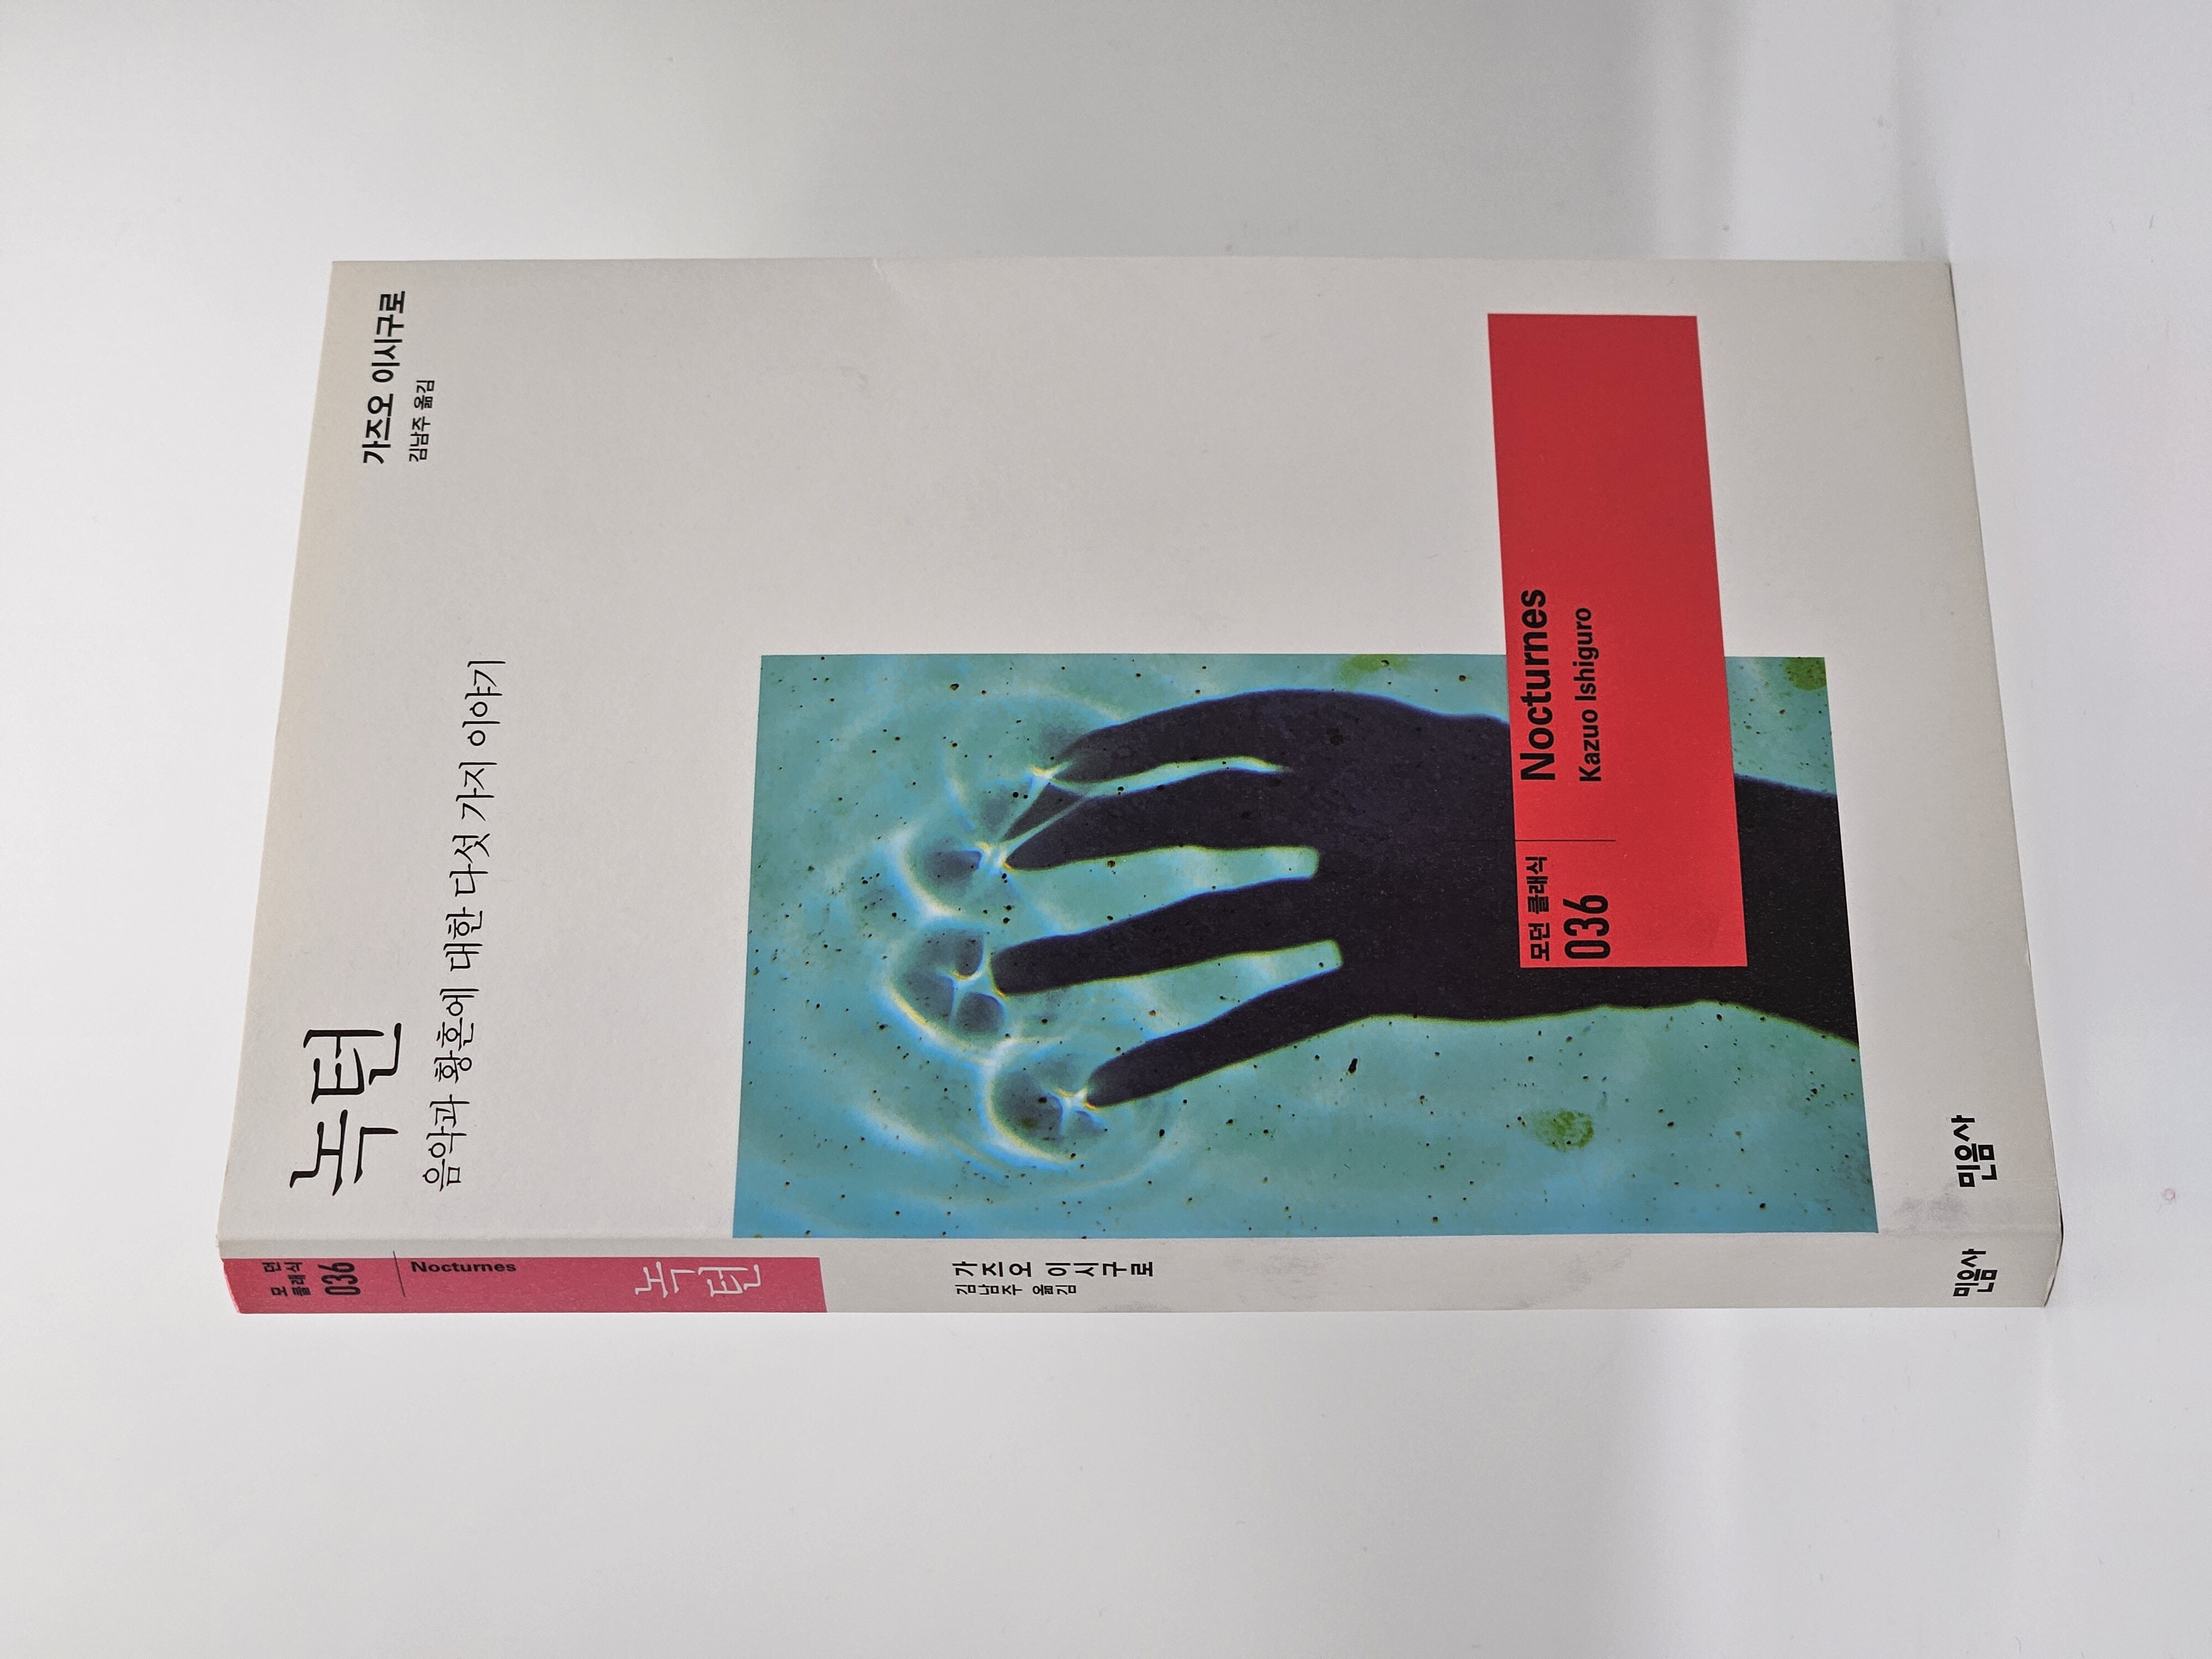 녹턴
음악과 황혼에 대한 다섯 가지 이야기
가즈오 이시구로
김남주 옮김
모던 클래식
036
Nocturnes
Kazuo Ishiguro
민음사
모던
클래식
036
Nocturnes
녹턴
가즈오 이시구로
김남주 옮김
민음사